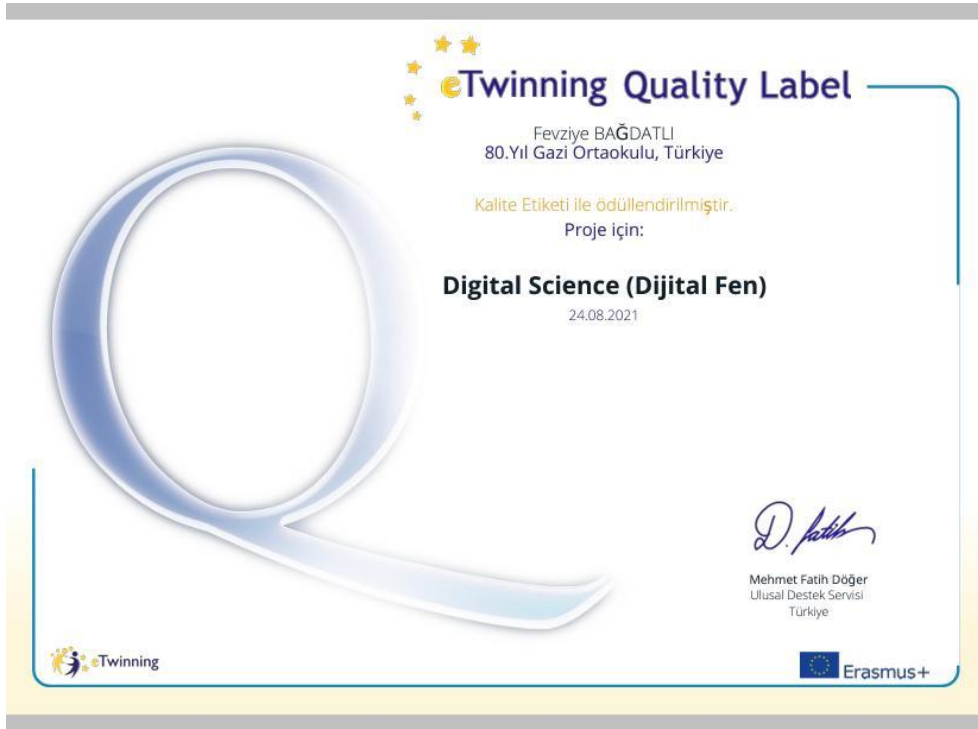 eTwinning Quality Label
Fevziye BAĞDATLI
80.Yıl Gazi Ortaokulu, Türkiye
Kalite Etiketi ile ödüllendirilmiştir.
Proje için:
Digital Science (Dijital Fen)
24.08.2021
D. fatih
Mehmet Fatih Döğer
Ulusal Destek Servisi
Türkiye
eTwinning
Erasmus+